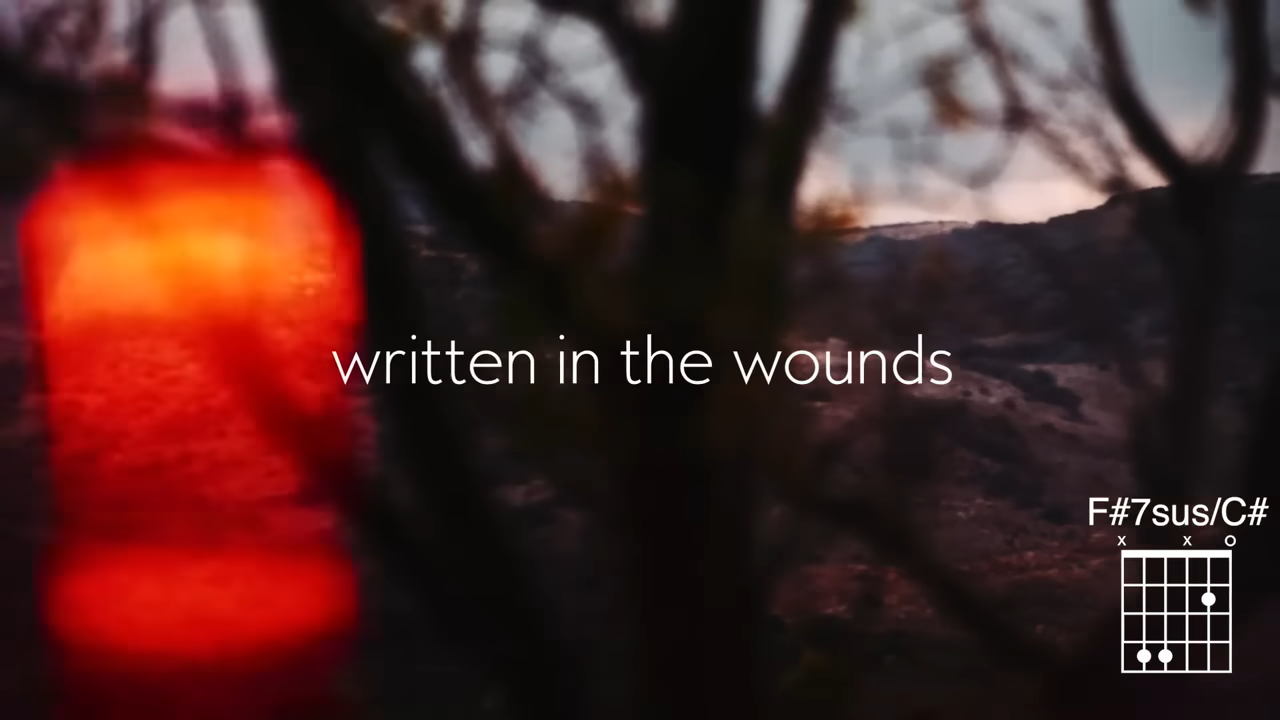 written in the wounds
F#7sus/C#
x x o